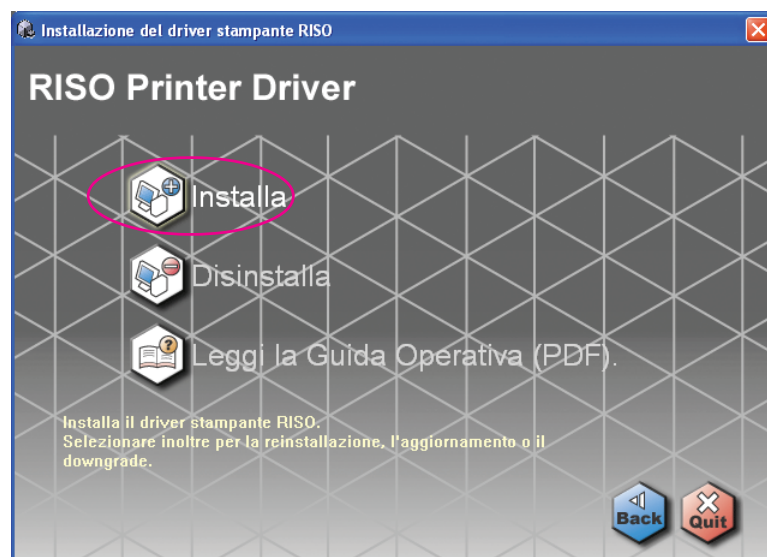 Installazione del driver stampante RISO
RISO Printer Driver
Installa
Disinstalla
Leggi la Guida Operativa (PDF).
Installa il driver stampante RISO.
Selezionare inoltre per la reinstallazione, l'aggiornamento o il
downgrade.
Back
Quit